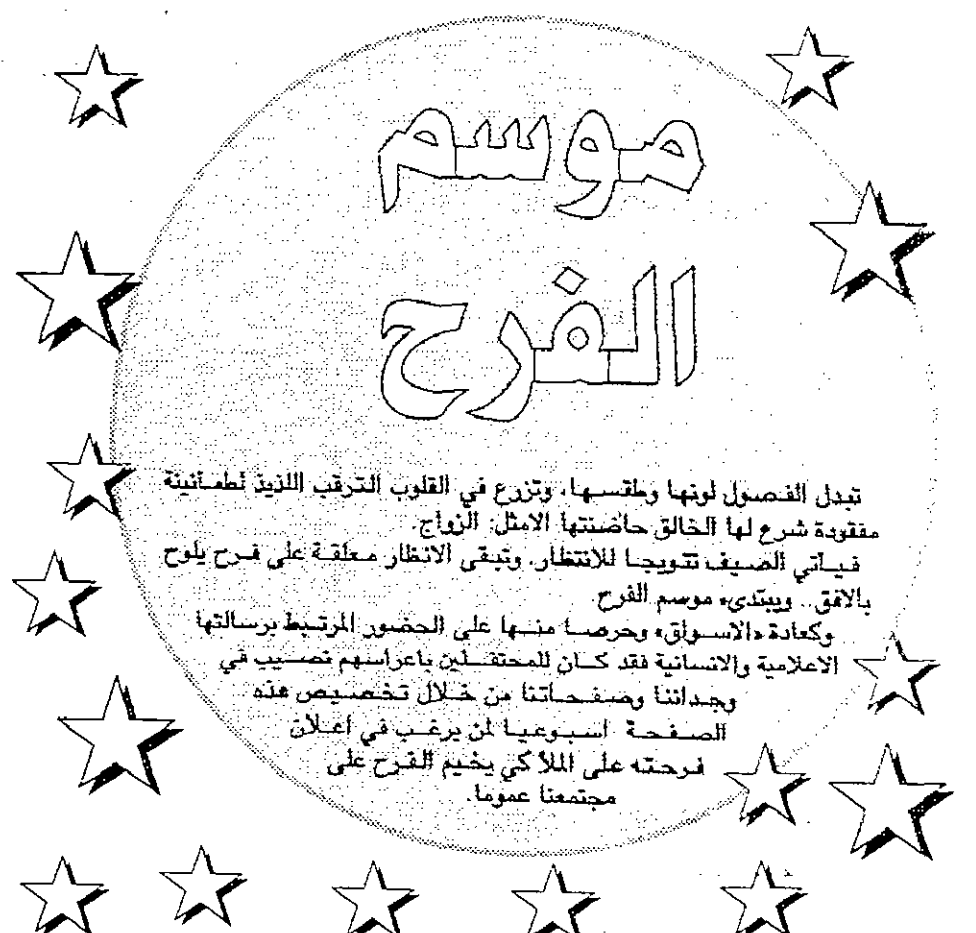 موسم
الفرح
تبدل الفصول لونها وطقسها، وتزرع في القلوب الترقب اللذيذ لطمأنينة
مفقودة شرع لها الخالق حاضنتها الامثل: الزواج.
فيأتي الصيف تتويجا للانتظار. وتبقى الانظار معلقة على فرح يلوح
بالافق.. ويبتدىء موسم الفرح.
وكعادة «الاسواق» وحرصا منها على الحضور المرتبط برسالتها
الاعلامية والانسانية فقد كان للمحتفلين باعراسهم نصيب في
وجداننا وصفحاتنا من خلال تخصيص هذه
الصفحة اسبوعيا لمن يرغب في اعلان
فرحته على الملأ كي يخيم الفرح على
مجتمعنا عموما.